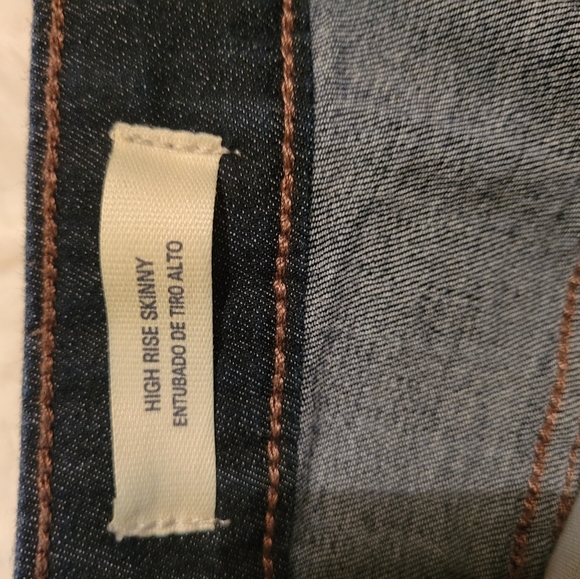 HIGH RISE SKINNY
ENTUBADO DE TIRO ALTO